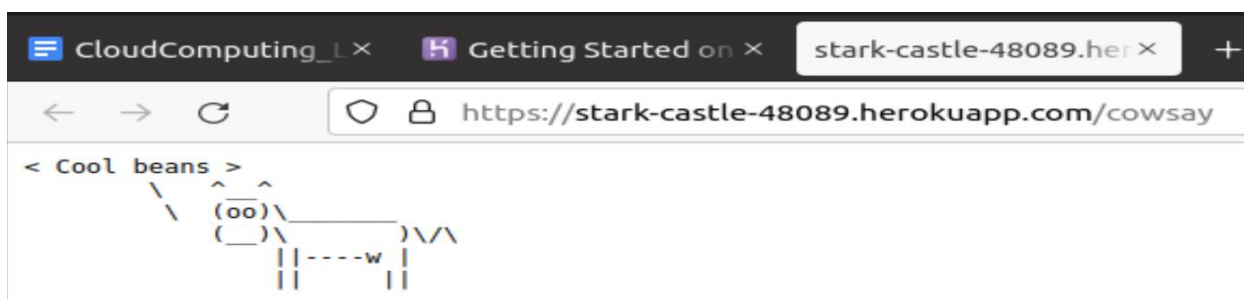 CloudComputing_L
Getting Started on
stark-castle-48089.her
https://stark-castle-48089.herokuapp.com/cowsay
< Cool beans >
        \   ^__^
         \  (oo)\_______
            (__)\       )\/\
                ||----w |
                ||     ||